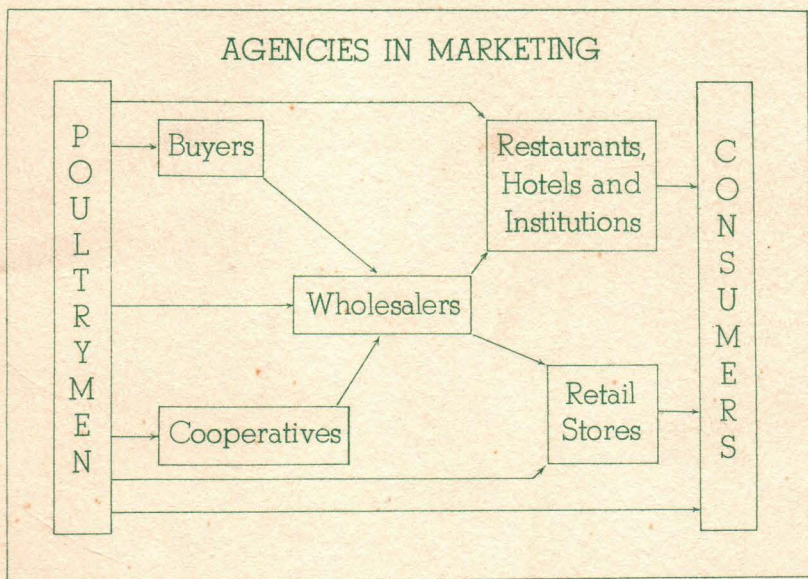 AGENCIES IN MARKETING
POULTRYMEN
Buyers
Restaurants,
Hotels and
Institutions
Wholesalers
Cooperatives
Retail
Stores
CONSUMERS